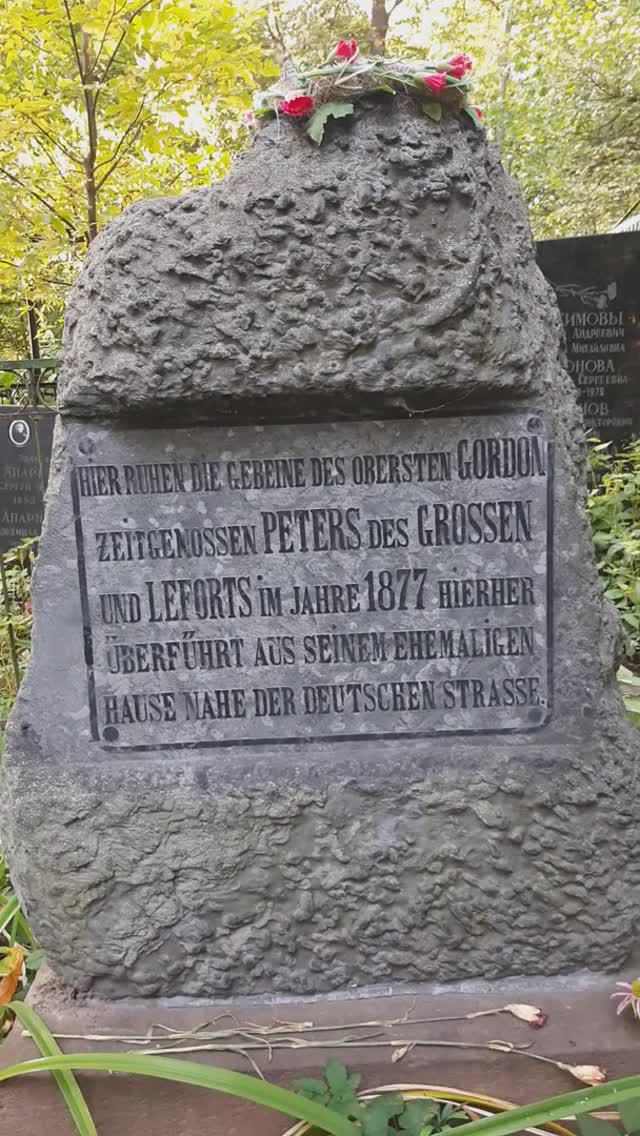 HIER RUHEN DIE GEBEINE DES OBERSTEN GORDON
ZEITGENOSSEN PETERS DES GROSSEN
UND LEFORTS IM JAHRE 1877 HIERHER
ÜBERFÜHRT AUS SEINEM EHEMALIGEN
HAUSE NAHE DER DEUTSCHEN STRASSE.